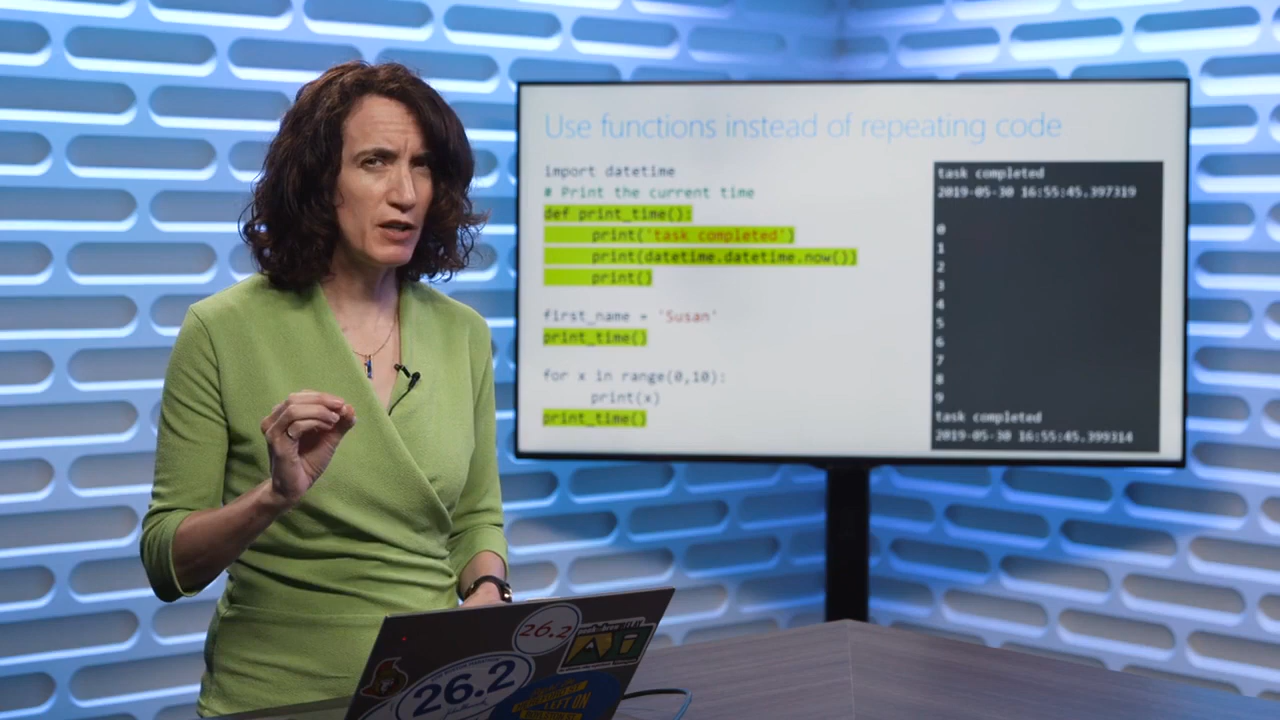 Use functions instead of repeating code
import datetime
# Print the current time
def print_time():
print('task completed')
print(datetime.datetime.now())
print()
first_name = 'Susan'
print_time()
for x in range(0,10):
print(x)
print_time()
task completed
2019-05-30 16:55:45.397319
0
1
2
3
4
5
6
7
8
9
task completed
2019-05-30 16:55:45.399314
26.2
26.2
LEFT ON